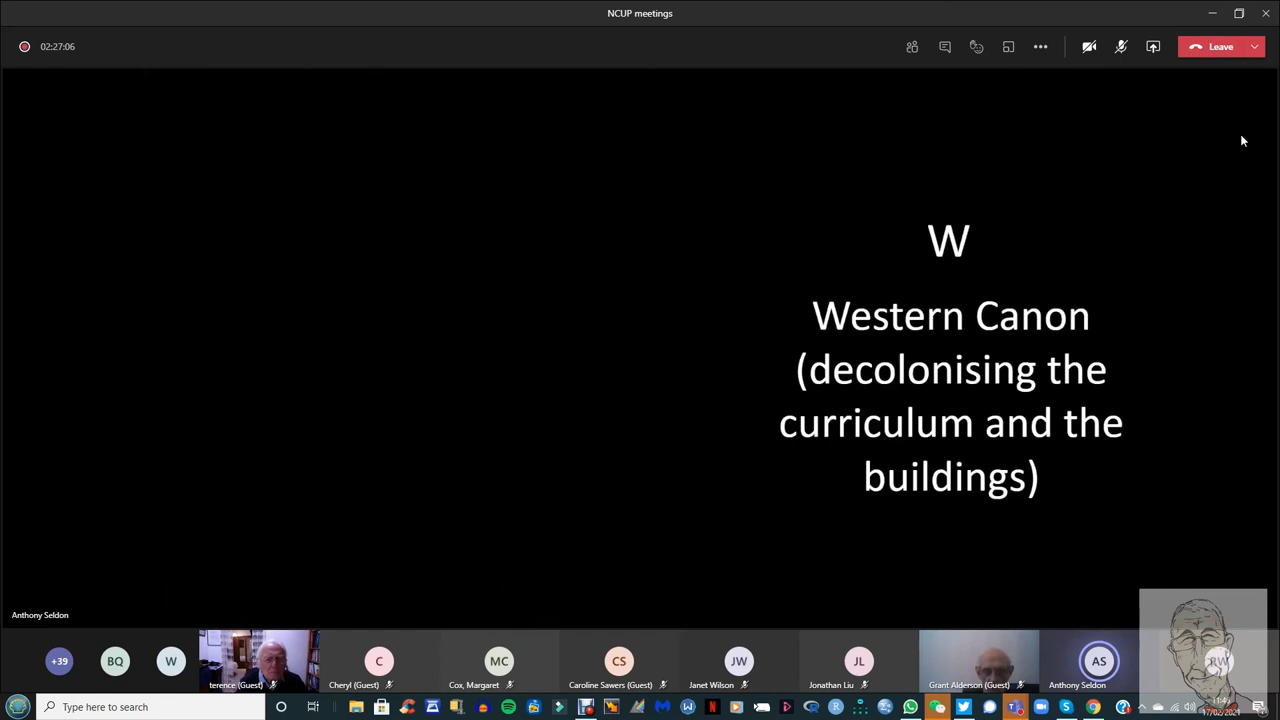 NCUP meetings
02:27:06
Leave
W
Western Canon
(decolonising the
curriculum and the
buildings)
Anthony Seldon
+39
BQ
W
terence (Guest)
C
Cheryl (Guest)
MC
Cox, Margaret
CS
Caroline Sawers (Guest)
JW
Janet Wilson
JL
Jonathan Liu
Grant Alderson (Guest)
AS
Anthony Seldon
RW
Type here to search